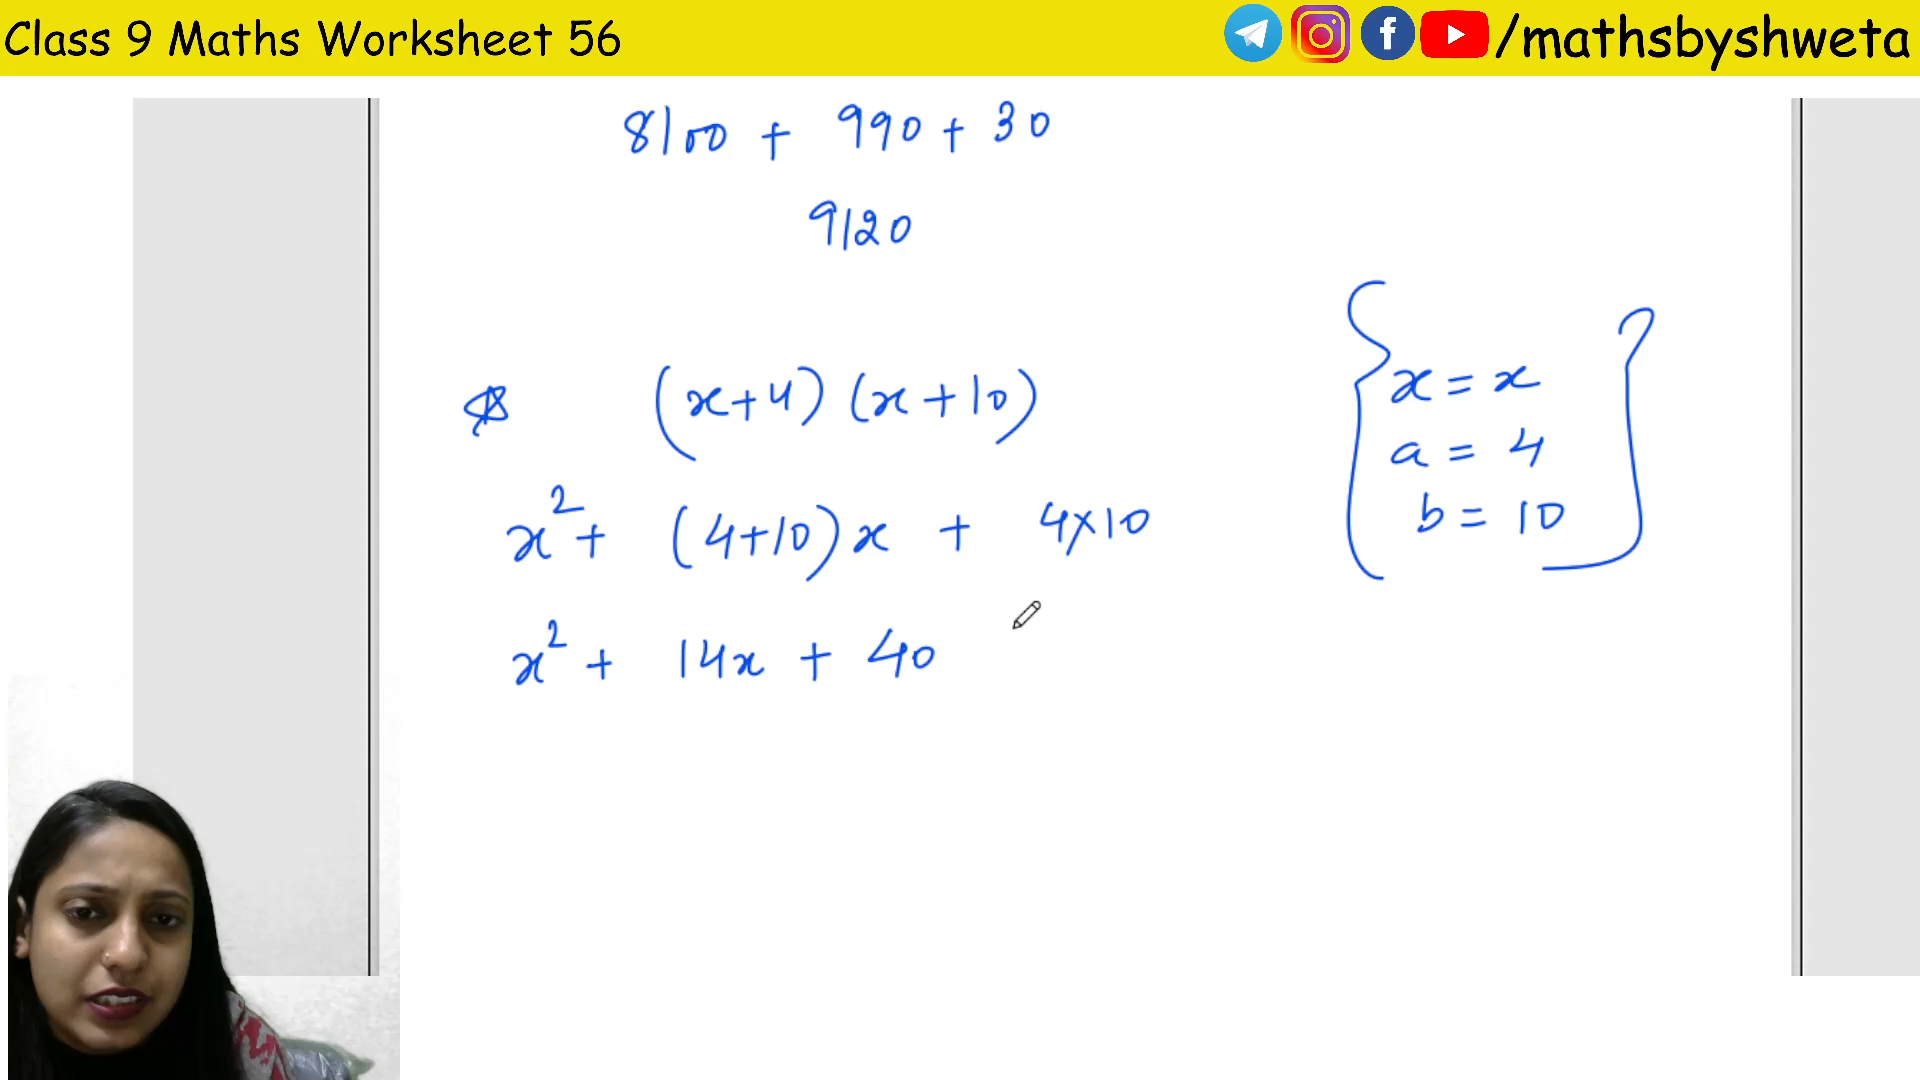 Class 9 Maths Worksheet 56
/mathsbyshweta
8100 + 990 + 30
9120
(x+4) (x+10)
x² + (4+10)x + 4×10
x² + 14x + 40
x = x
a = 4
b = 10